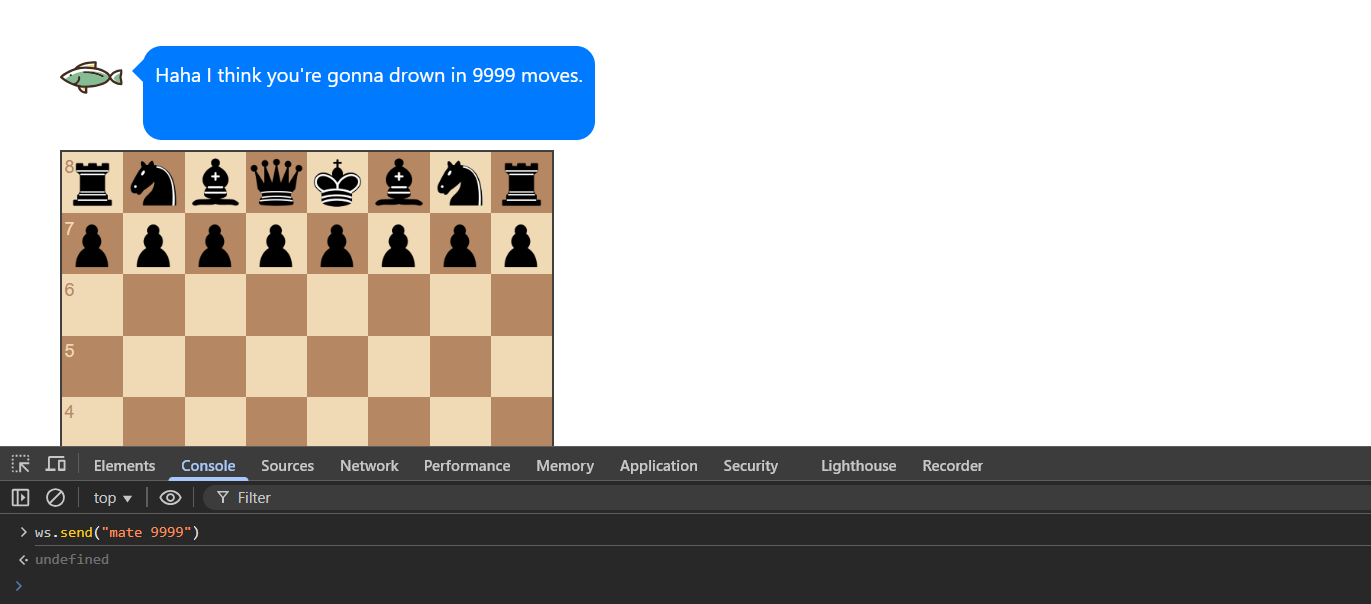 Haha I think you're gonna drown in 9999 moves.
8
7
6
5
4
Elements Console Sources Network Performance Memory Application Security Lighthouse Recorder
top ▼ Filter
> ws.send("mate 9999")
undefined
>